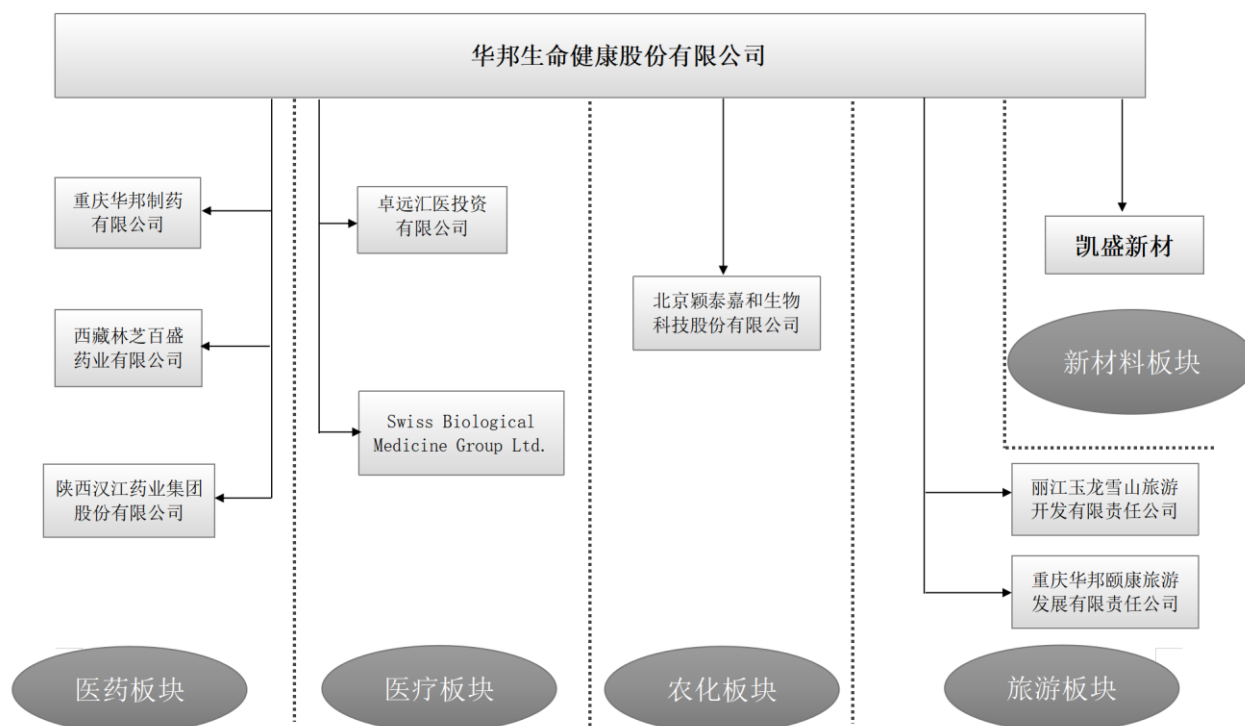 华邦生命健康股份有限公司
重庆华邦制药
有限公司
西藏林芝百盛
药业有限公司
陕西汉江药业集团
股份有限公司
医药板块
卓远汇医投资
有限公司
Swiss Biological
Medicine Group Ltd.
医疗板块
北京颖泰嘉和生物
科技股份有限公司
农化板块
凯盛新材
新材料板块
丽江玉龙雪山旅游
开发有限责任公司
重庆华邦颐康旅游
发展有限责任公司
旅游板块